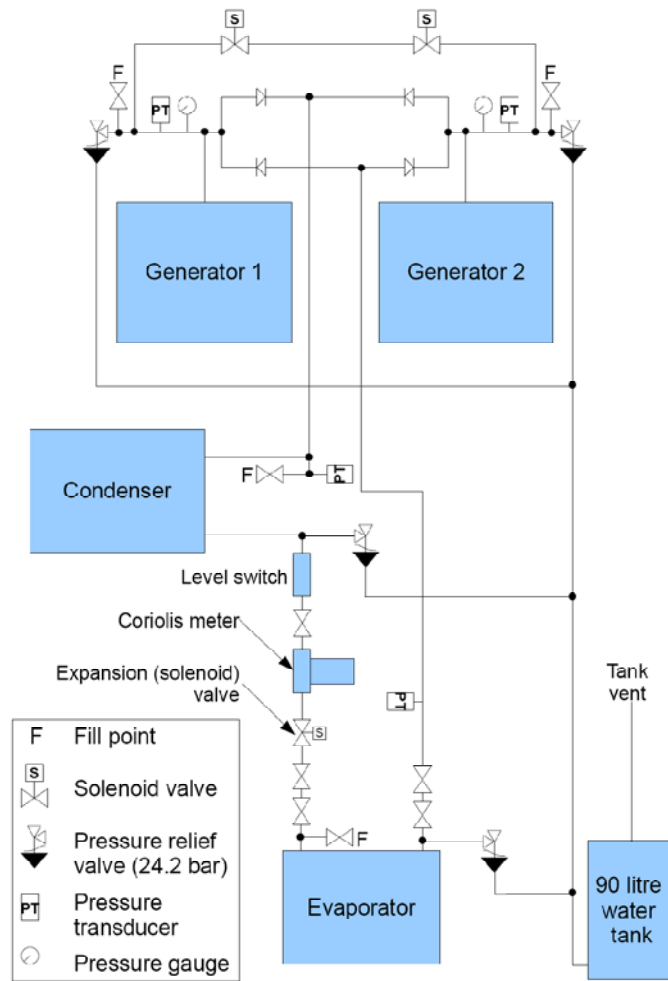 S
S
F
F
PT
PT
Generator 1
Generator 2
Condenser
F
PT
Level switch
Coriolis meter
Expansion (solenoid)
valve
S
PT
Tank
vent
F
Evaporator
90 litre
water
tank
F Fill point
S
Solenoid valve
Pressure relief
valve (24.2 bar)
PT
Pressure
transducer
Pressure gauge